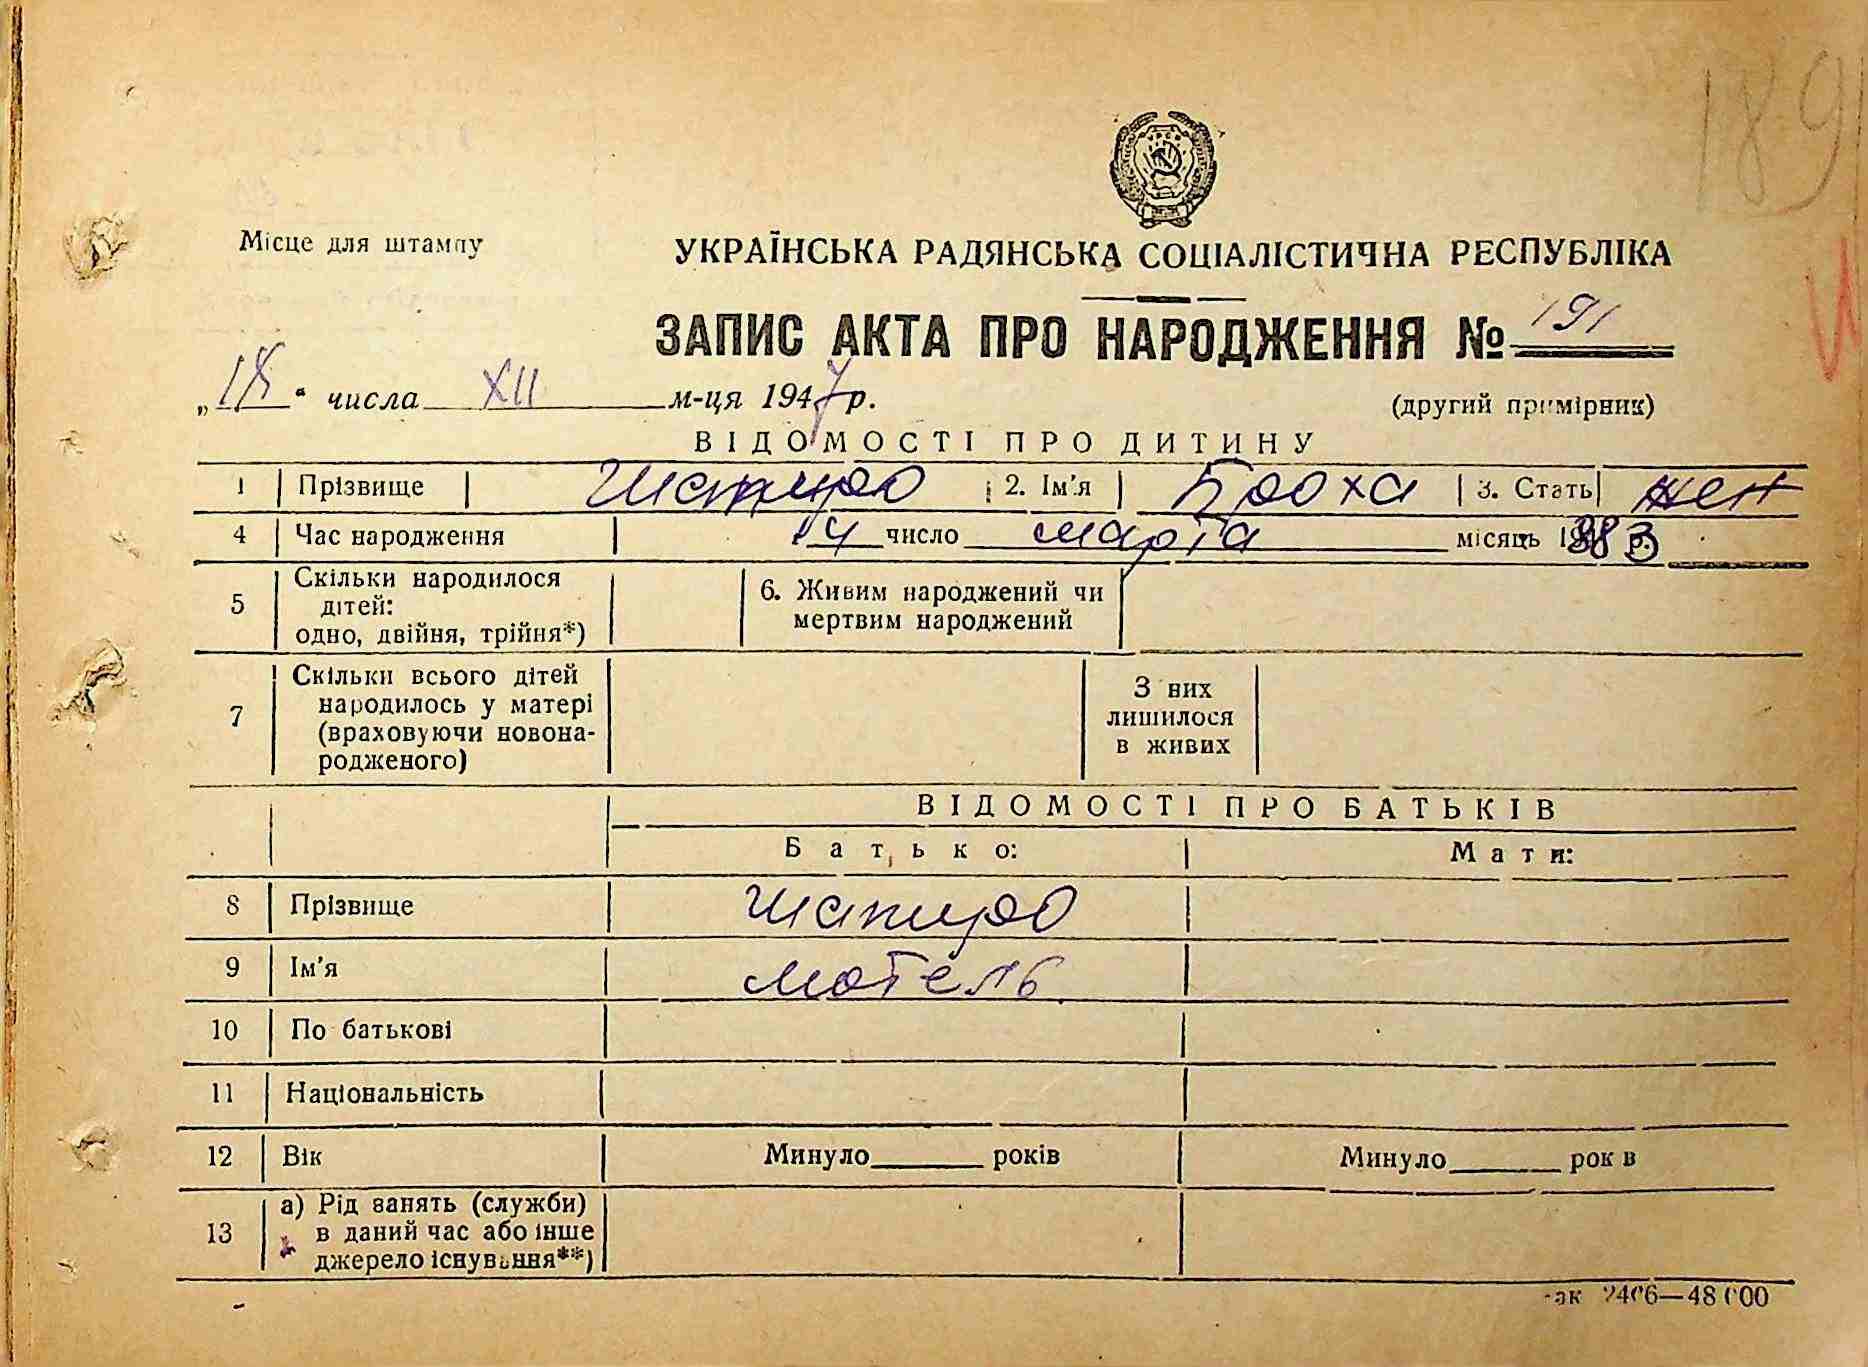 189
Місце для штампу
УКРАЇНСЬКА РАДЯНСЬКА СОЦІАЛІСТИЧНА РЕСПУБЛІКА
ЗАПИС АКТА ПРО НАРОДЖЕННЯ № 191
числа XII м-ця 1947 р.
(другий примірник)
ВІДОМОСТІ ПРО ДИТИНУ
1 Прізвище Шапиро 2. Ім'я Броха 3. Стать жен
4 Час народження 14 число марта місяць 1883
5 Скільки народилося дітей: одно, двійня, трійня*)
6. Живим народжений чи мертвим народжений
7 Скільки всього дітей народилось у матері (враховуючи новонародженого)
З них лишилося в живих
ВІДОМОСТІ ПРО БАТЬКІВ
Батько: Мати:
8 Прізвище Шапиро
9 Ім'я Мотель
10 По батькові
11 Національність
12 Вік Минуло років Минуло рок в
13 а) Рід занять (служби) в даний час або інше джерело існування**)